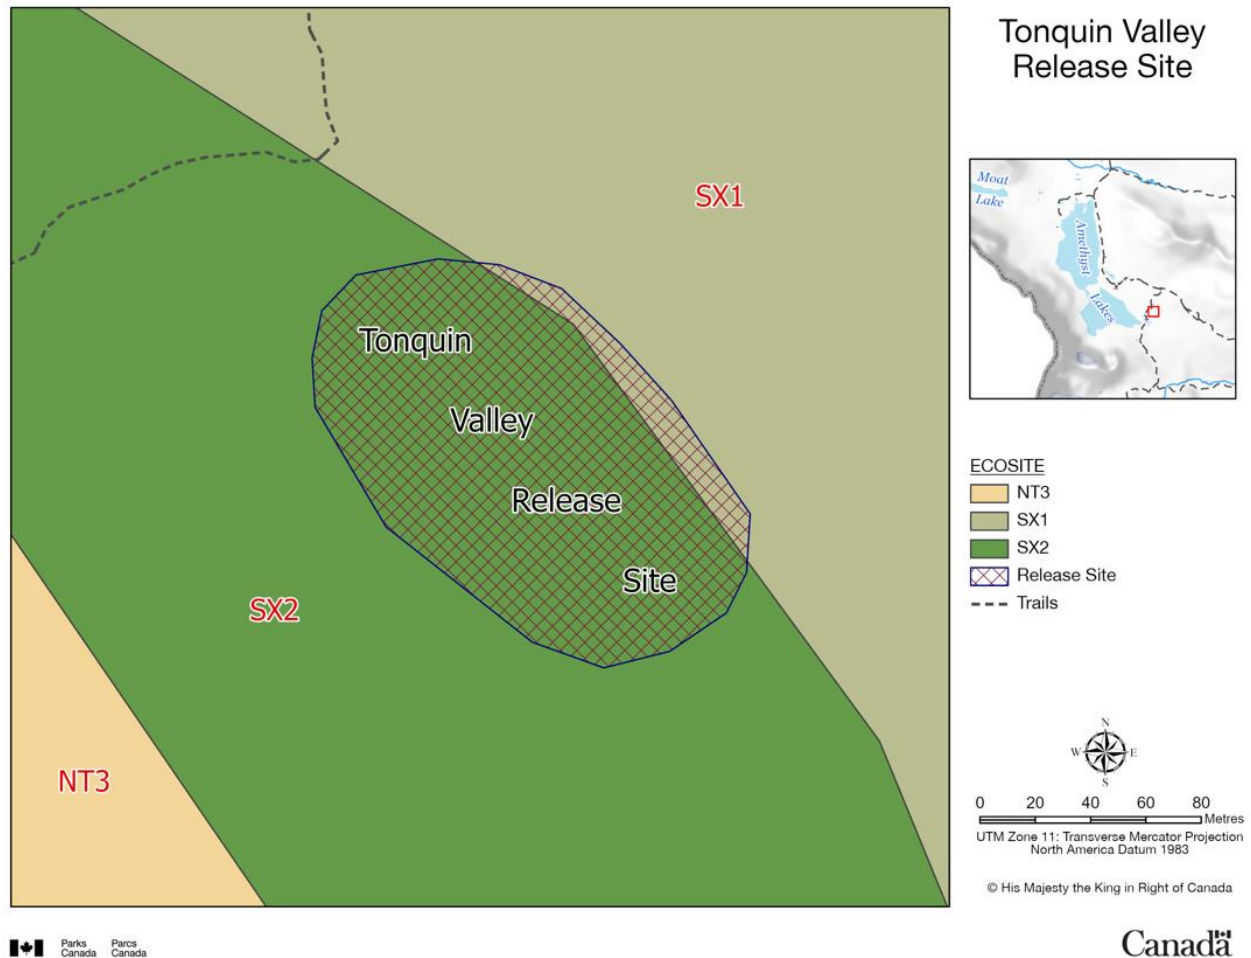 Tonquin Valley
Release Site
SX1
Tonquin
Valley
Release
Site
SX2
NT3
Moat
Lake
Amethyst
Lakes
ECOSITE
NT3
SX1
SX2
Release Site
Trails
N
W E
S
0 20 40 60 80
Metres
UTM Zone 11: Transverse Mercator Projection
North America Datum 1983
© His Majesty the King in Right of Canada
Parks Parcs
Canada Canada
Canada